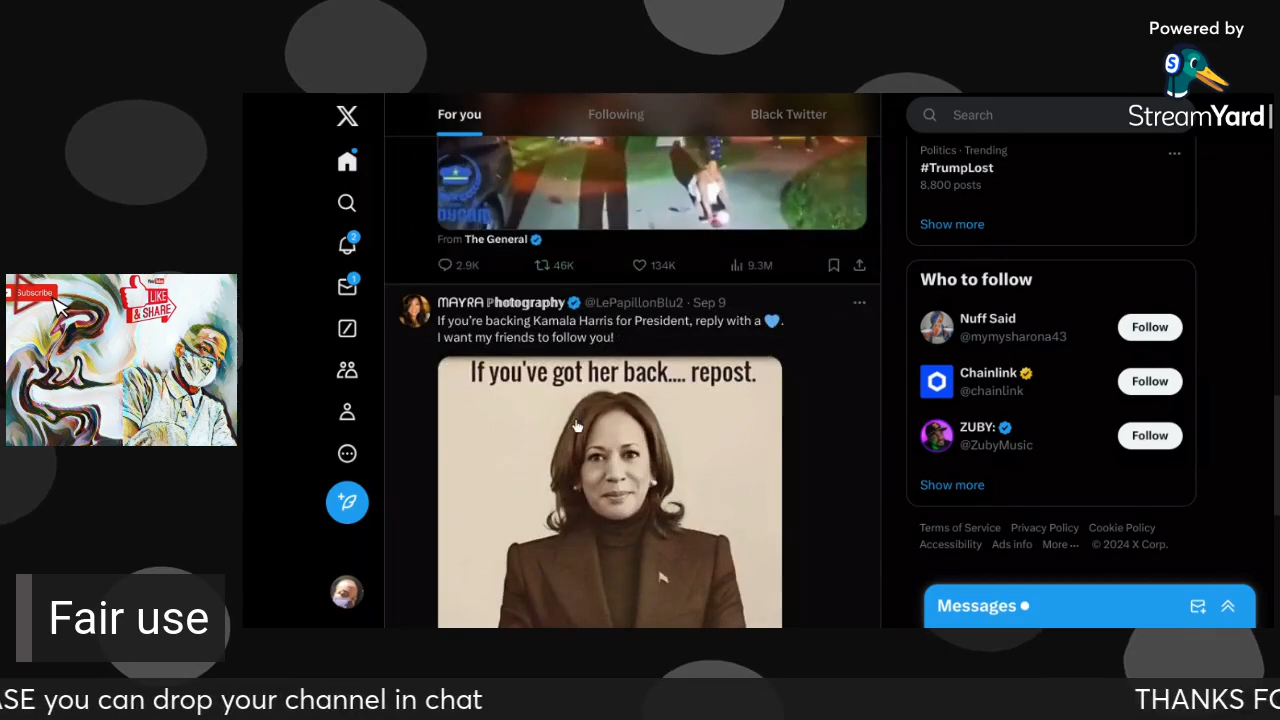 Powered by
StreamYard
For you
Following
Black Twitter
Search
Politics · Trending
#TrumpLost
8,800 posts
Show more
From The General
2.9K
46K
134K
9.3M
MAYRA Photography @LePapillonBlu2 · Sep 9
If you're backing Kamala Harris for President, reply with a 💙.
I want my friends to follow you!
If you've got her back.... repost.
Who to follow
Nuff Said
@mymysharona43
Follow
Chainlink
@chainlink
Follow
ZUBY:
@ZubyMusic
Follow
Show more
Terms of Service Privacy Policy Cookie Policy
Accessibility Ads info More ··· © 2024 X Corp.
Messages
2
1
Subscribe
YouTube
LIKE
& SHARE
Fair use
ASE you can drop your channel in chat
THANKS FO